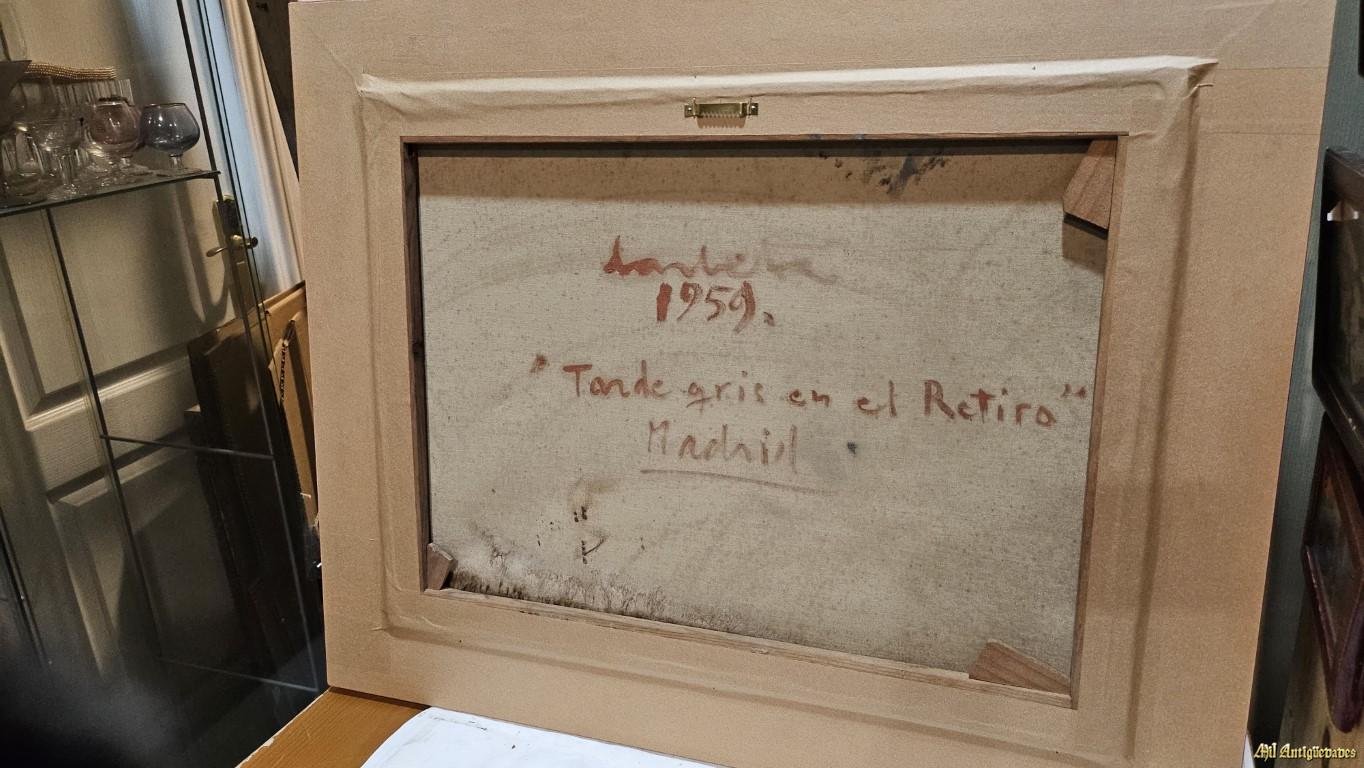 1959.
"Tarde gris en el Retiro"
Madrid
Mil Antigüedades